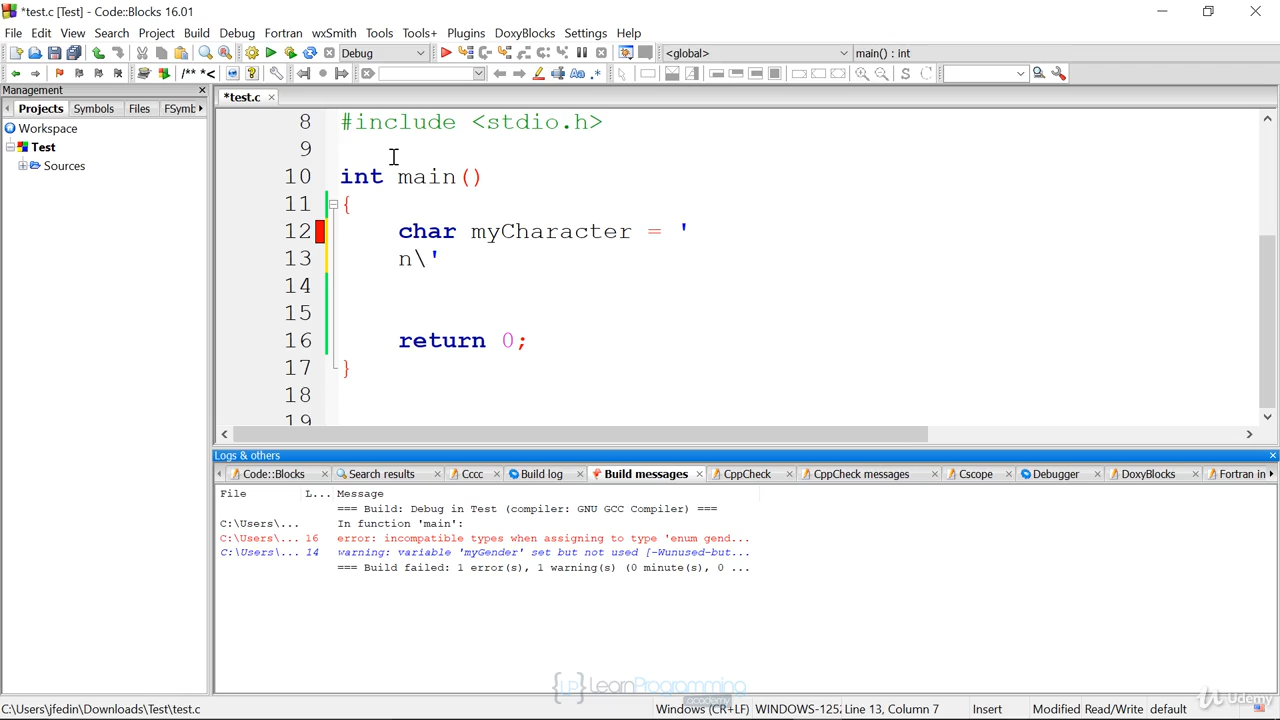 *test.c [Test] - Code::Blocks 16.01
File Edit View Search Project Build Debug Fortran wxSmith Tools Tools+ Plugins DoxyBlocks Settings Help
Debug <global> main() : int
/** *<
Management
Projects Symbols Files FSymb
*test.c
Workspace
Test
Sources
8 #include <stdio.h>
9
10 int main()
11 {
12 char myCharacter = '
13 n\'
14
15
16 return 0;
17 }
18
19
Logs & others
Code::Blocks Search results Cccc Build log Build messages CppCheck CppCheck messages Cscope Debugger DoxyBlocks Fortran in
File L... Message
=== Build: Debug in Test (compiler: GNU GCC Compiler) ===
C:\Users\... In function 'main':
C:\Users\... 16 error: incompatible types when assigning to type 'enum gend...
C:\Users\... 14 warning: variable 'myGender' set but not used [-Wunused-but...
=== Build failed: 1 error(s), 1 warning(s) (0 minute(s), 0 ...
LP LearnProgramming
academy
Udemy
C:\Users\jfedin\Downloads\Test\test.c Windows (CR+LF) WINDOWS-125 Line 13, Column 7 Insert Modified Read/Write default